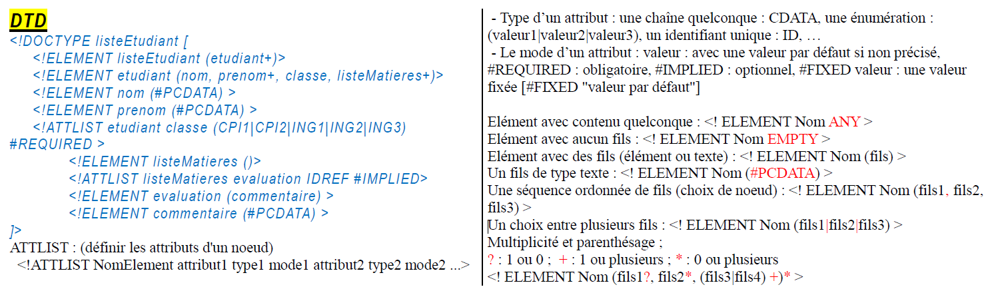 DTD
<!DOCTYPE listeEtudiant [
<!ELEMENT listeEtudiant (etudiant+)>
<!ELEMENT etudiant (nom, prenom+, classe, listeMatieres+)>
<!ELEMENT nom (#PCDATA) >
<!ELEMENT prenom (#PCDATA) >
<!ATTLIST etudiant classe (CPI1|CPI2|ING1|ING2|ING3)
#REQUIRED >
<!ELEMENT listeMatieres ()>
<!ATTLIST listeMatieres evaluation IDREF #IMPLIED>
<!ELEMENT evaluation (commentaire) >
<!ELEMENT commentaire (#PCDATA) >
]>
ATTLIST : (définir les attributs d'un noeud)
<!ATTLIST NomElement attribut1 type1 mode1 attribut2 type2 mode2 ...>
- Type d’un attribut : une chaîne quelconque : CDATA, une énumération :
(valeur1|valeur2|valeur3), un identifiant unique : ID, …
- Le mode d’un attribut : valeur : avec une valeur par défaut si non précisé,
#REQUIRED : obligatoire, #IMPLIED : optionnel, #FIXED valeur : une valeur
fixée [#FIXED "valeur par défaut"]
Elément avec contenu quelconque : <! ELEMENT Nom ANY >
Elément avec aucun fils : <! ELEMENT Nom EMPTY >
Elément avec des fils (élément ou texte) : <! ELEMENT Nom (fils) >
Un fils de type texte : <! ELEMENT Nom (#PCDATA) >
Une séquence ordonnée de fils (choix de noeud) : <! ELEMENT Nom (fils1, fils2,
fils3) >
Un choix entre plusieurs fils : <! ELEMENT Nom (fils1|fils2|fils3) >
Multiplicité et parenthésage ;
? : 1 ou 0 ; + : 1 ou plusieurs ; * : 0 ou plusieurs
<! ELEMENT Nom (fils1?, fils2*, (fils3|fils4) +)* >